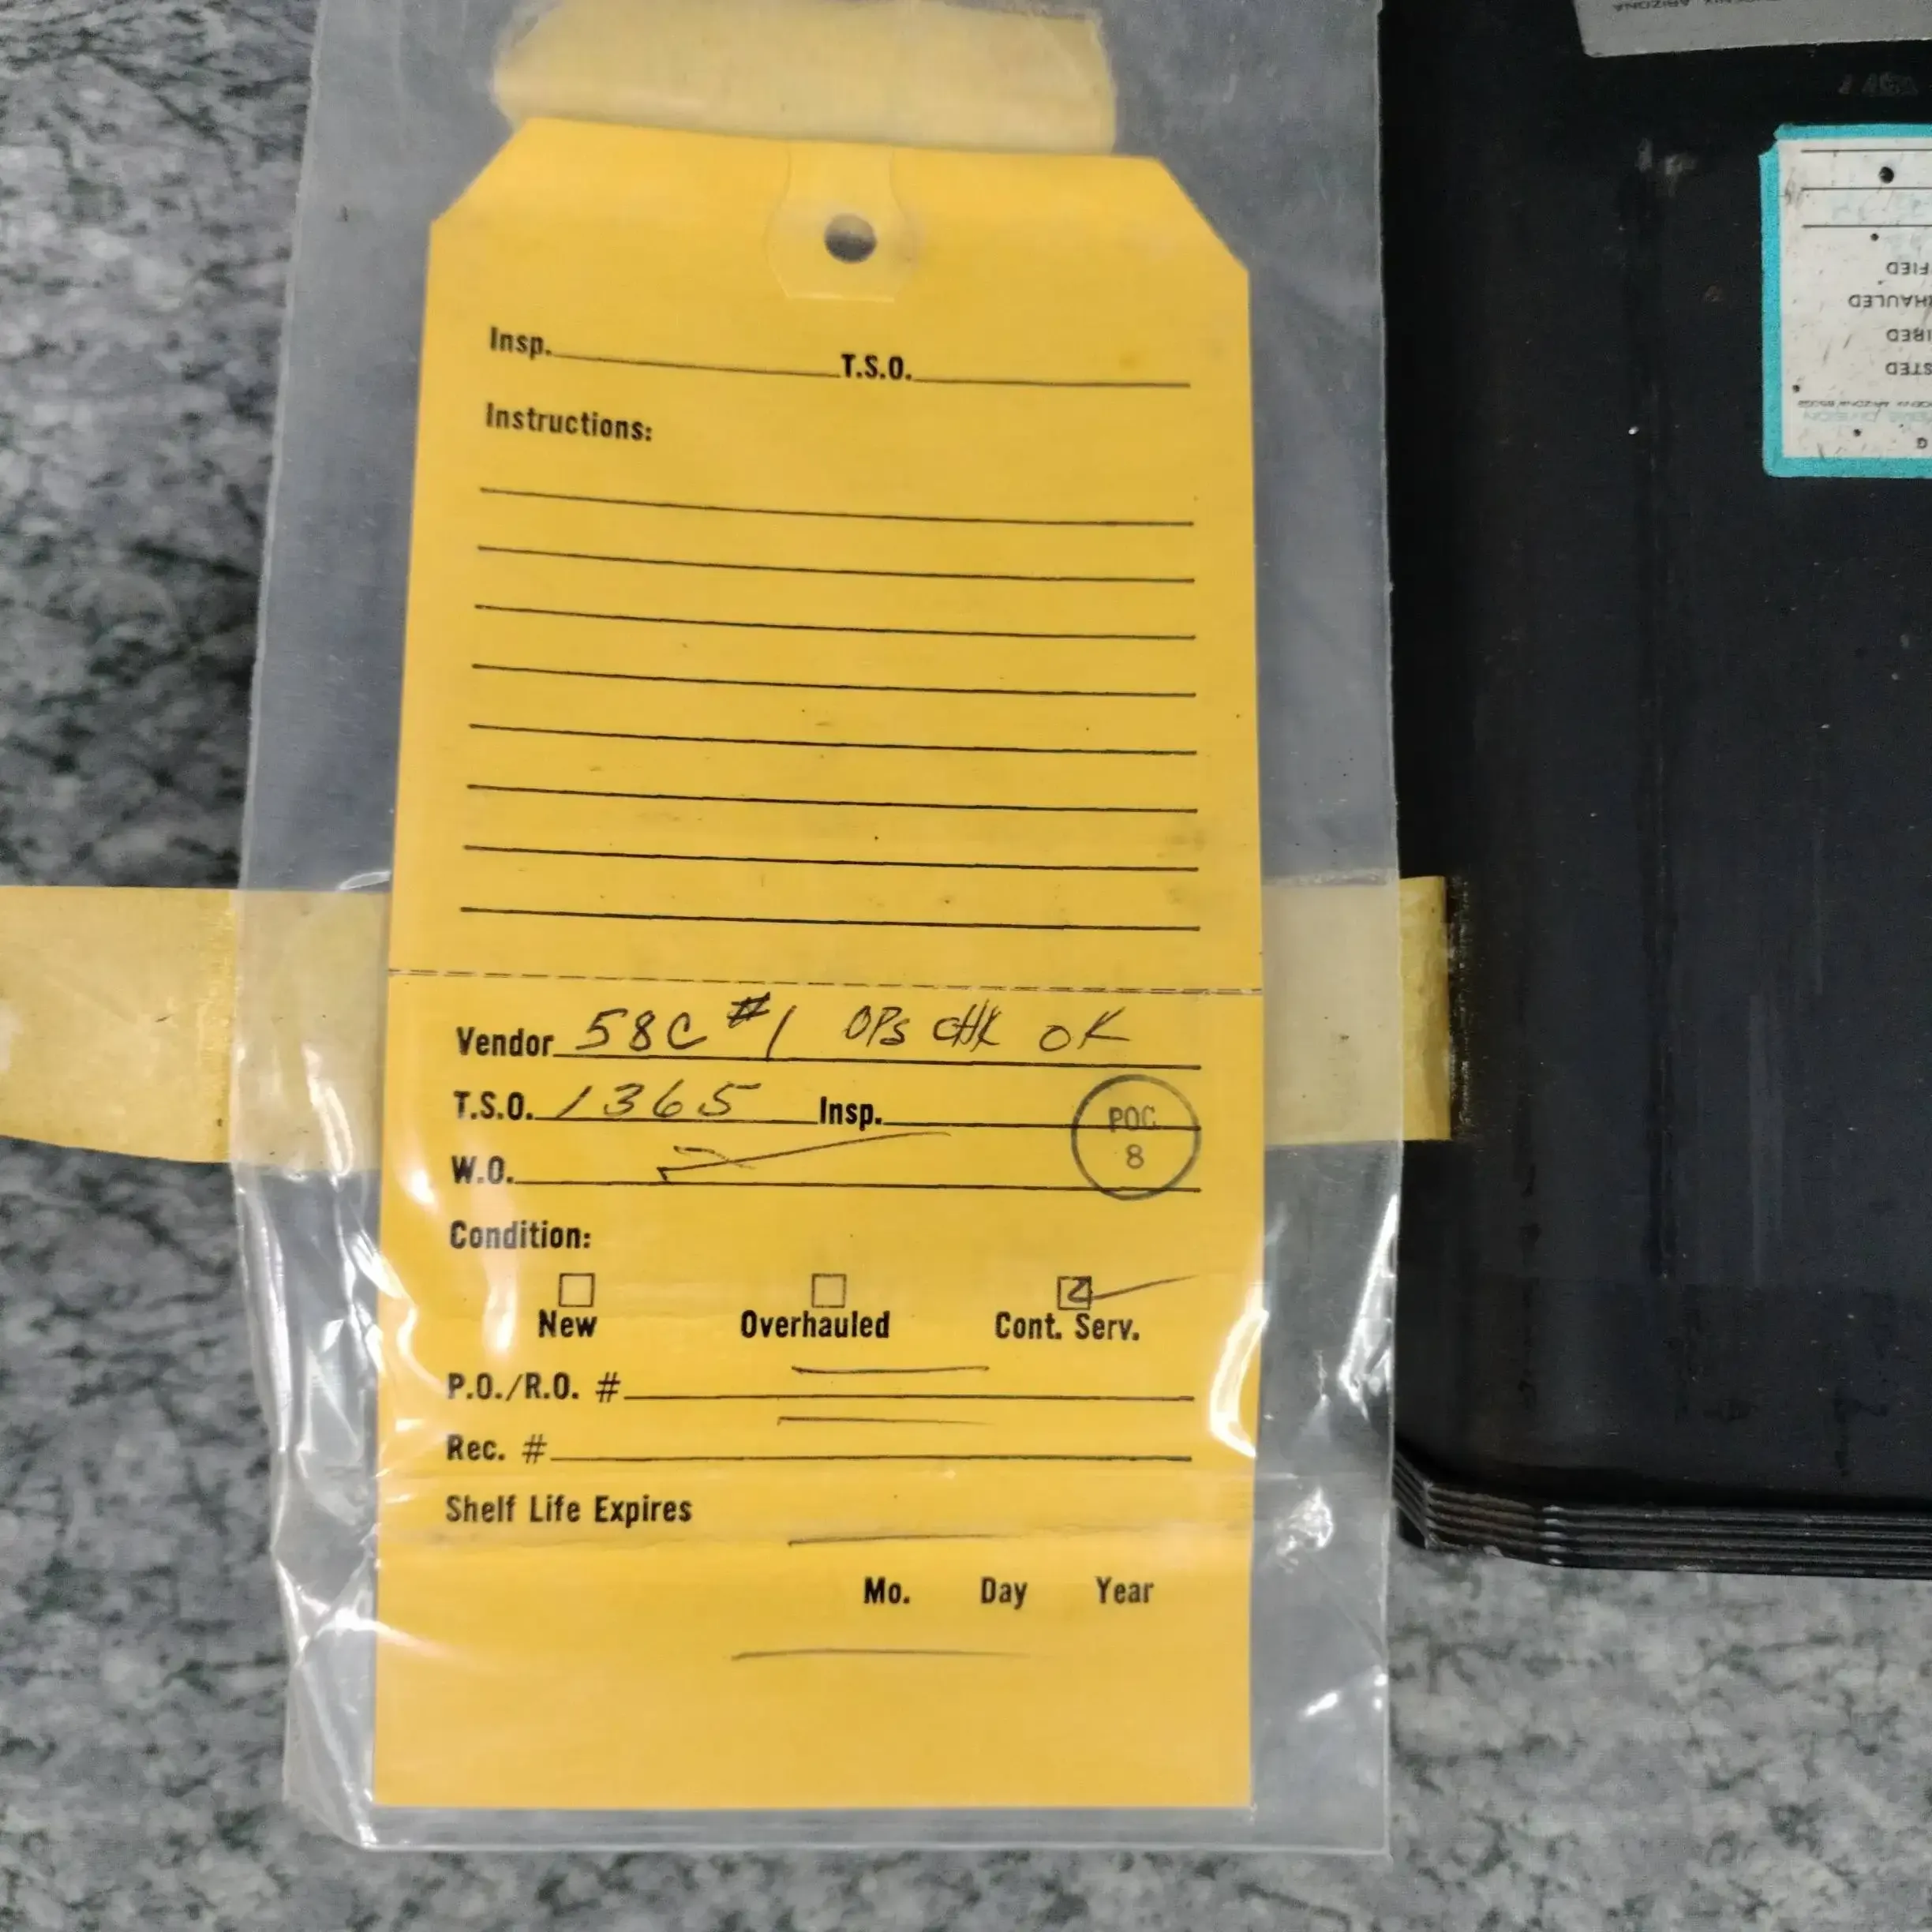 Insp. T.S.O.
Instructions:
Vendor 58C #1 OPs CHK OK
T.S.O. 1365 Insp.
POC
8
W.O.
Condition:
New Overhauled Cont. Serv.
P.O./R.O. #
Rec. #
Shelf Life Expires
Mo. Day Year
ARIZONA
FIED
HAULED
IRED
STED
DIVISION
G